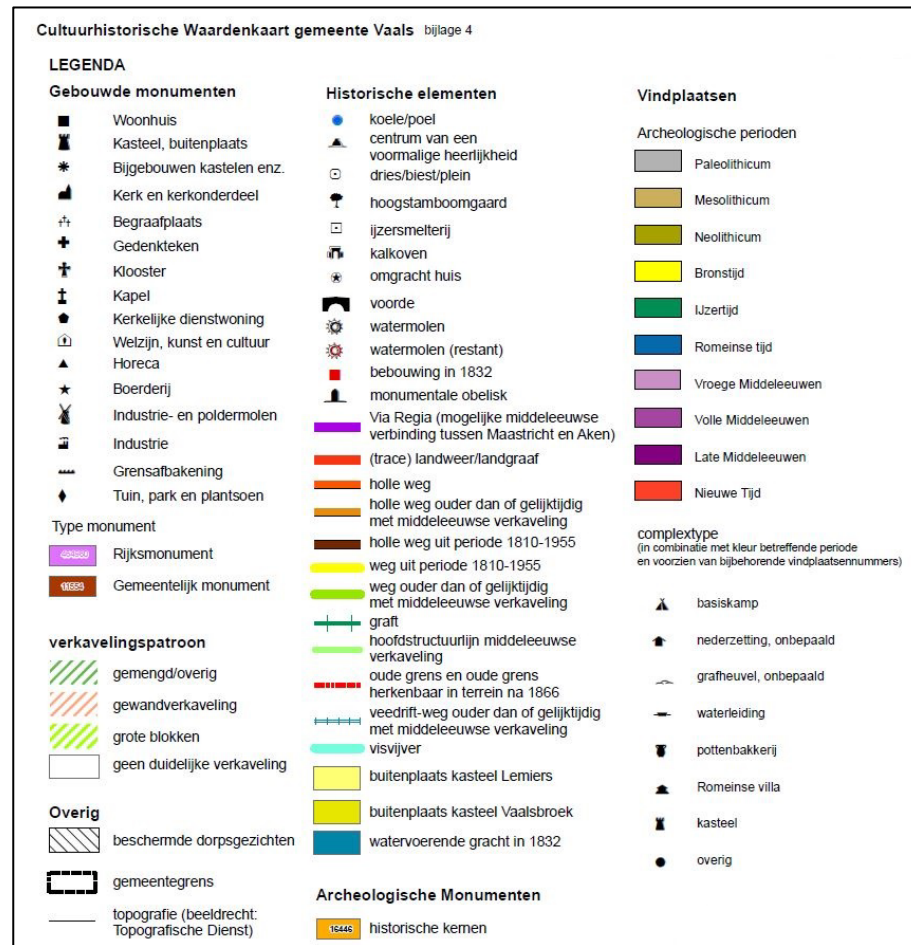 Cultuurhistorische Waardenkaart gemeente Vaals bijlage 4
LEGENDA
Gebouwde monumenten
Woonhuis
Kasteel, buitenplaats
Bijgebouwen kastelen enz.
Kerk en kerkonderdeel
Begraafplaats
Gedenkteken
Klooster
Kapel
Kerkelijke dienstwoning
Welzijn, kunst en cultuur
Horeca
Boerderij
Industrie- en poldermolen
Industrie
Grensafbakening
Tuin, park en plantsoen
Type monument
Rijksmonument
11554
Gemeentelijk monument
verkavelingspatroon
gemengd/overig
gewandverkaveling
grote blokken
geen duidelijke verkaveling
Overig
beschermde dorpsgezichten
gemeentegrens
topografie (beeldrecht:
Topografische Dienst)
Historische elementen
koele/poel
centrum van een
voormalige heerlijkheid
dries/biest/plein
hoogstamboomgaard
ijzersmelterij
kalkoven
omgracht huis
voorde
watermolen
watermolen (restant)
bebouwing in 1832
monumentale obelisk
Via Regia (mogelijke middeleeuwse
verbinding tussen Maastricht en Aken)
(trace) landweer/landgraaf
holle weg
holle weg ouder dan of gelijktijdig
met middeleeuwse verkaveling
holle weg uit periode 1810-1955
weg uit periode 1810-1955
weg ouder dan of gelijktijdig
met middeleeuwse verkaveling
graft
hoofdstructuurlijn middeleeuwse
verkaveling
oude grens en oude grens
herkenbaar in terrein na 1866
veedrift-weg ouder dan of gelijktijdig
met middeleeuwse verkaveling
visvijver
buitenplaats kasteel Lemiers
buitenplaats kasteel Vaalsbroek
watervoerende gracht in 1832
Archeologische Monumenten
16446
historische kernen
Vindplaatsen
Archeologische perioden
Paleolithicum
Mesolithicum
Neolithicum
Bronstijd
IJzertijd
Romeinse tijd
Vroege Middeleeuwen
Volle Middeleeuwen
Late Middeleeuwen
Nieuwe Tijd
complextype
(in combinatie met kleur betreffende periode
en voorzien van bijbehorende vindplaatsennummers)
basiskamp
nederzetting, onbepaald
grafheuvel, onbepaald
waterleiding
pottenbakkerij
Romeinse villa
kasteel
overig